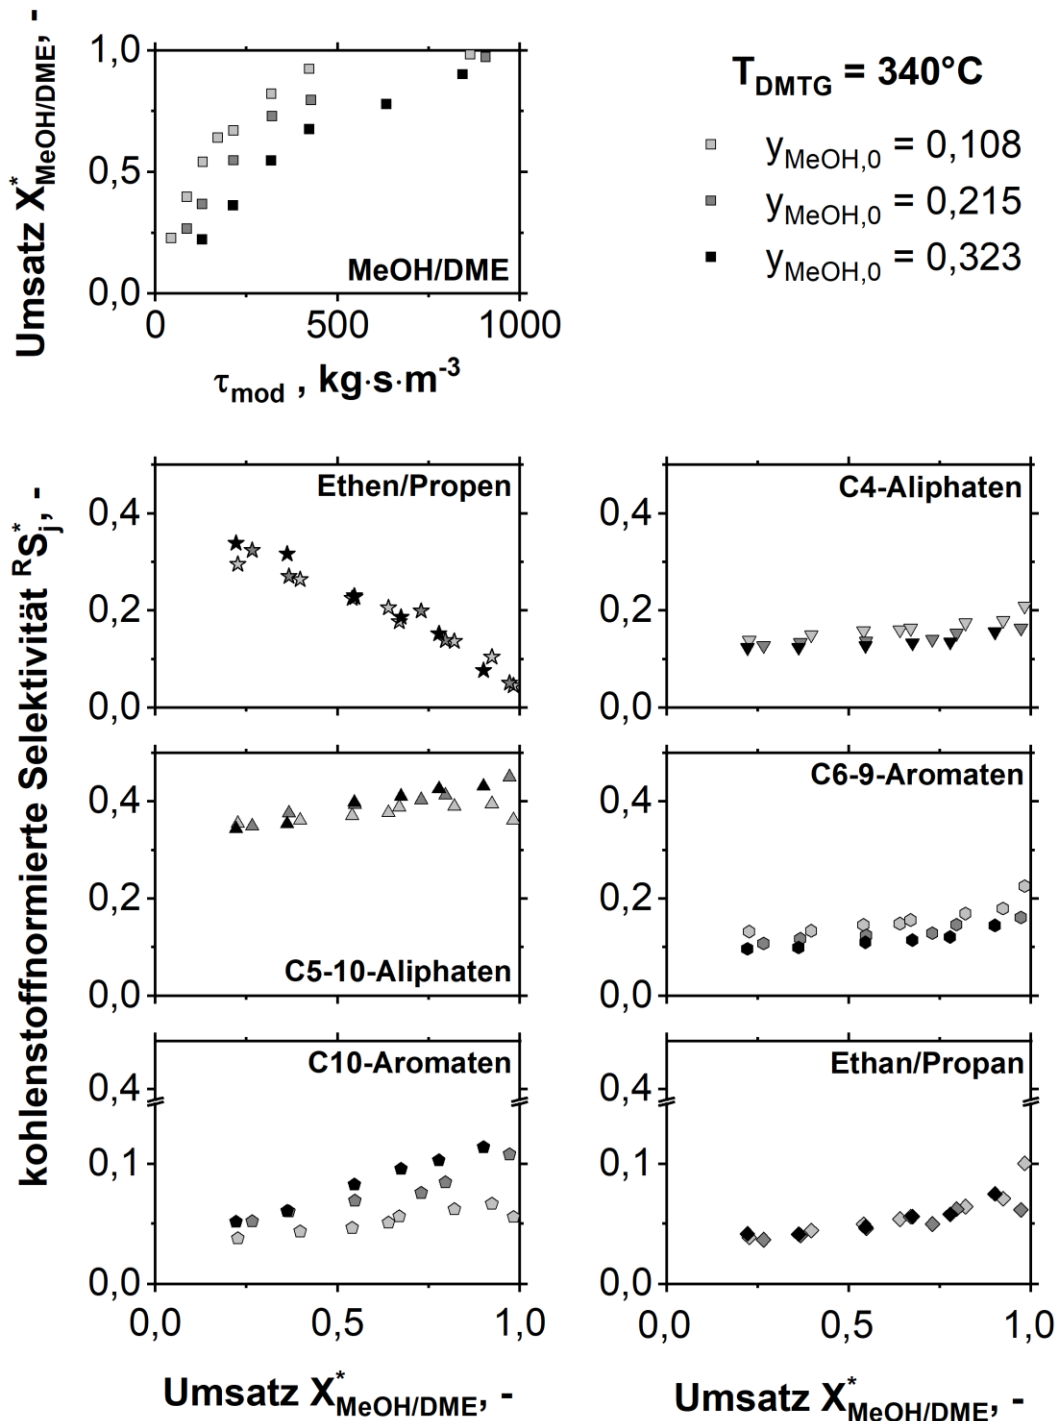 Umsatz X*MeOH/DME, -
1,0
0,5
0,0
MeOH/DME
0 500 1000
τmod , kg·s·m-3
TDMTG = 340°C
yMeOH,0 = 0,108
yMeOH,0 = 0,215
yMeOH,0 = 0,323
kohlenstoffnormierte Selektivität RS*j, -
Ethen/Propen
0,4
0,2
0,0
C4-Aliphaten
0,4
0,2
0,0
C5-10-Aliphaten
0,4
0,2
0,0
C6-9-Aromaten
0,4
0,2
0,0
C10-Aromaten
0,4
0,1
0,0
0,0 0,5 1,0
Umsatz X*MeOH/DME, -
Ethan/Propan
0,4
0,1
0,0
0,0 0,5 1,0
Umsatz X*MeOH/DME, -